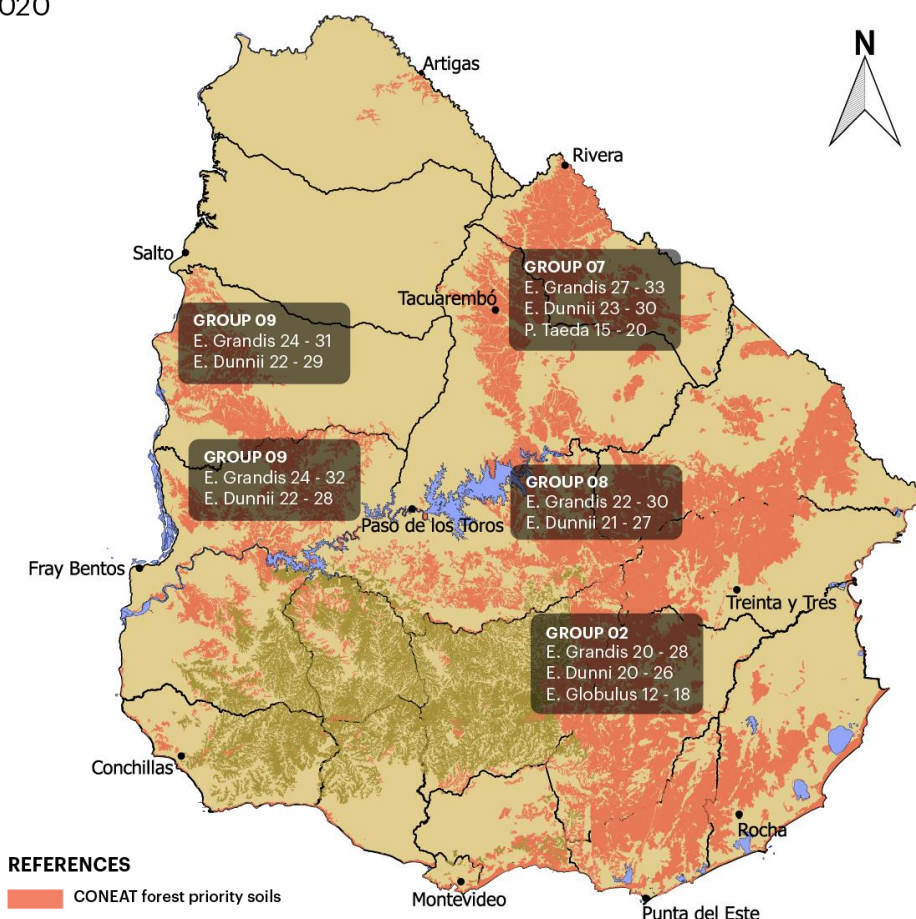 020
N
Artigas
Rivera
Salto
GROUP 07
E. Grandis 27 - 33
E. Dunnii 23 - 30
P. Taeda 15 - 20
Tacuarembó
GROUP 09
E. Grandis 24 - 31
E. Dunnii 22 - 29
GROUP 09
E. Grandis 24 - 32
E. Dunnii 22 - 28
GROUP 08
E. Grandis 22 - 30
E. Dunnii 21 - 27
Paso de los Toros
Fray Bentos
Treinta y Tres
GROUP 02
E. Grandis 20 - 28
E. Dunni 20 - 26
E. Globulus 12 - 18
Conchillas
Rocha
REFERENCES
CONEAT forest priority soils
Montevideo
Punta del Este